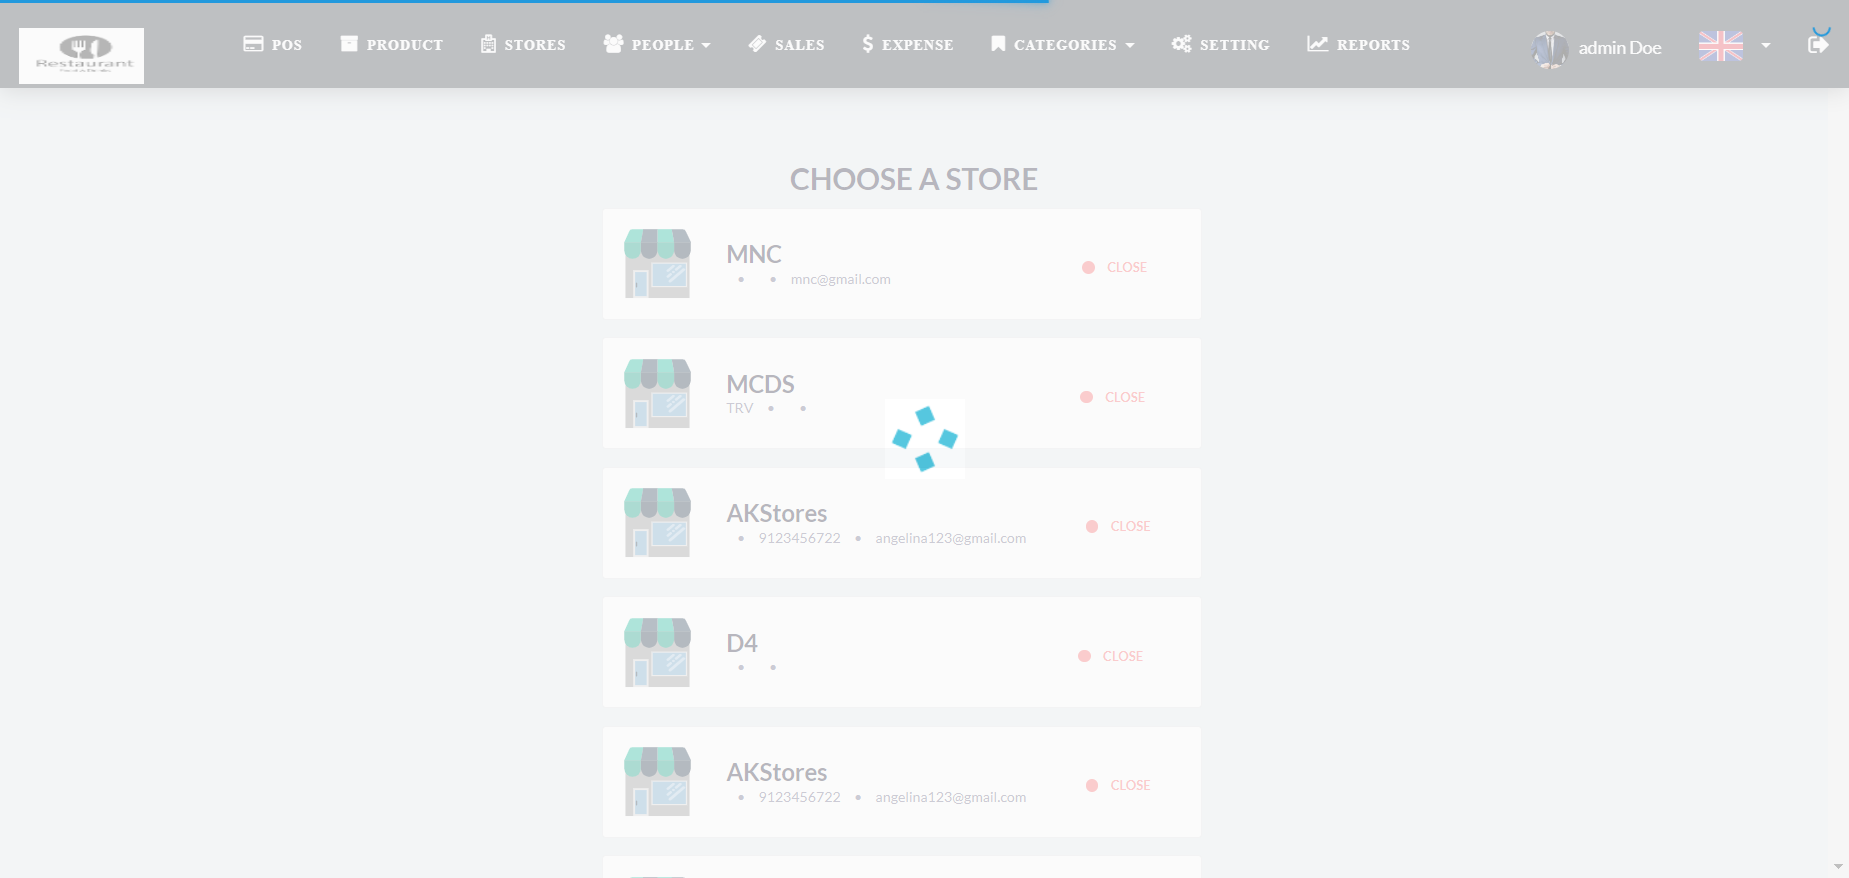 Restaurant
POS PRODUCT STORES PEOPLE SALES EXPENSE CATEGORIES SETTING REPORTS admin Doe
CHOOSE A STORE
MNC
• • mnc@gmail.com
CLOSE
MCDS
TRV • •
CLOSE
AKStores
• 9123456722 • angelina123@gmail.com
CLOSE
D4
• •
CLOSE
AKStores
• 9123456722 • angelina123@gmail.com
CLOSE